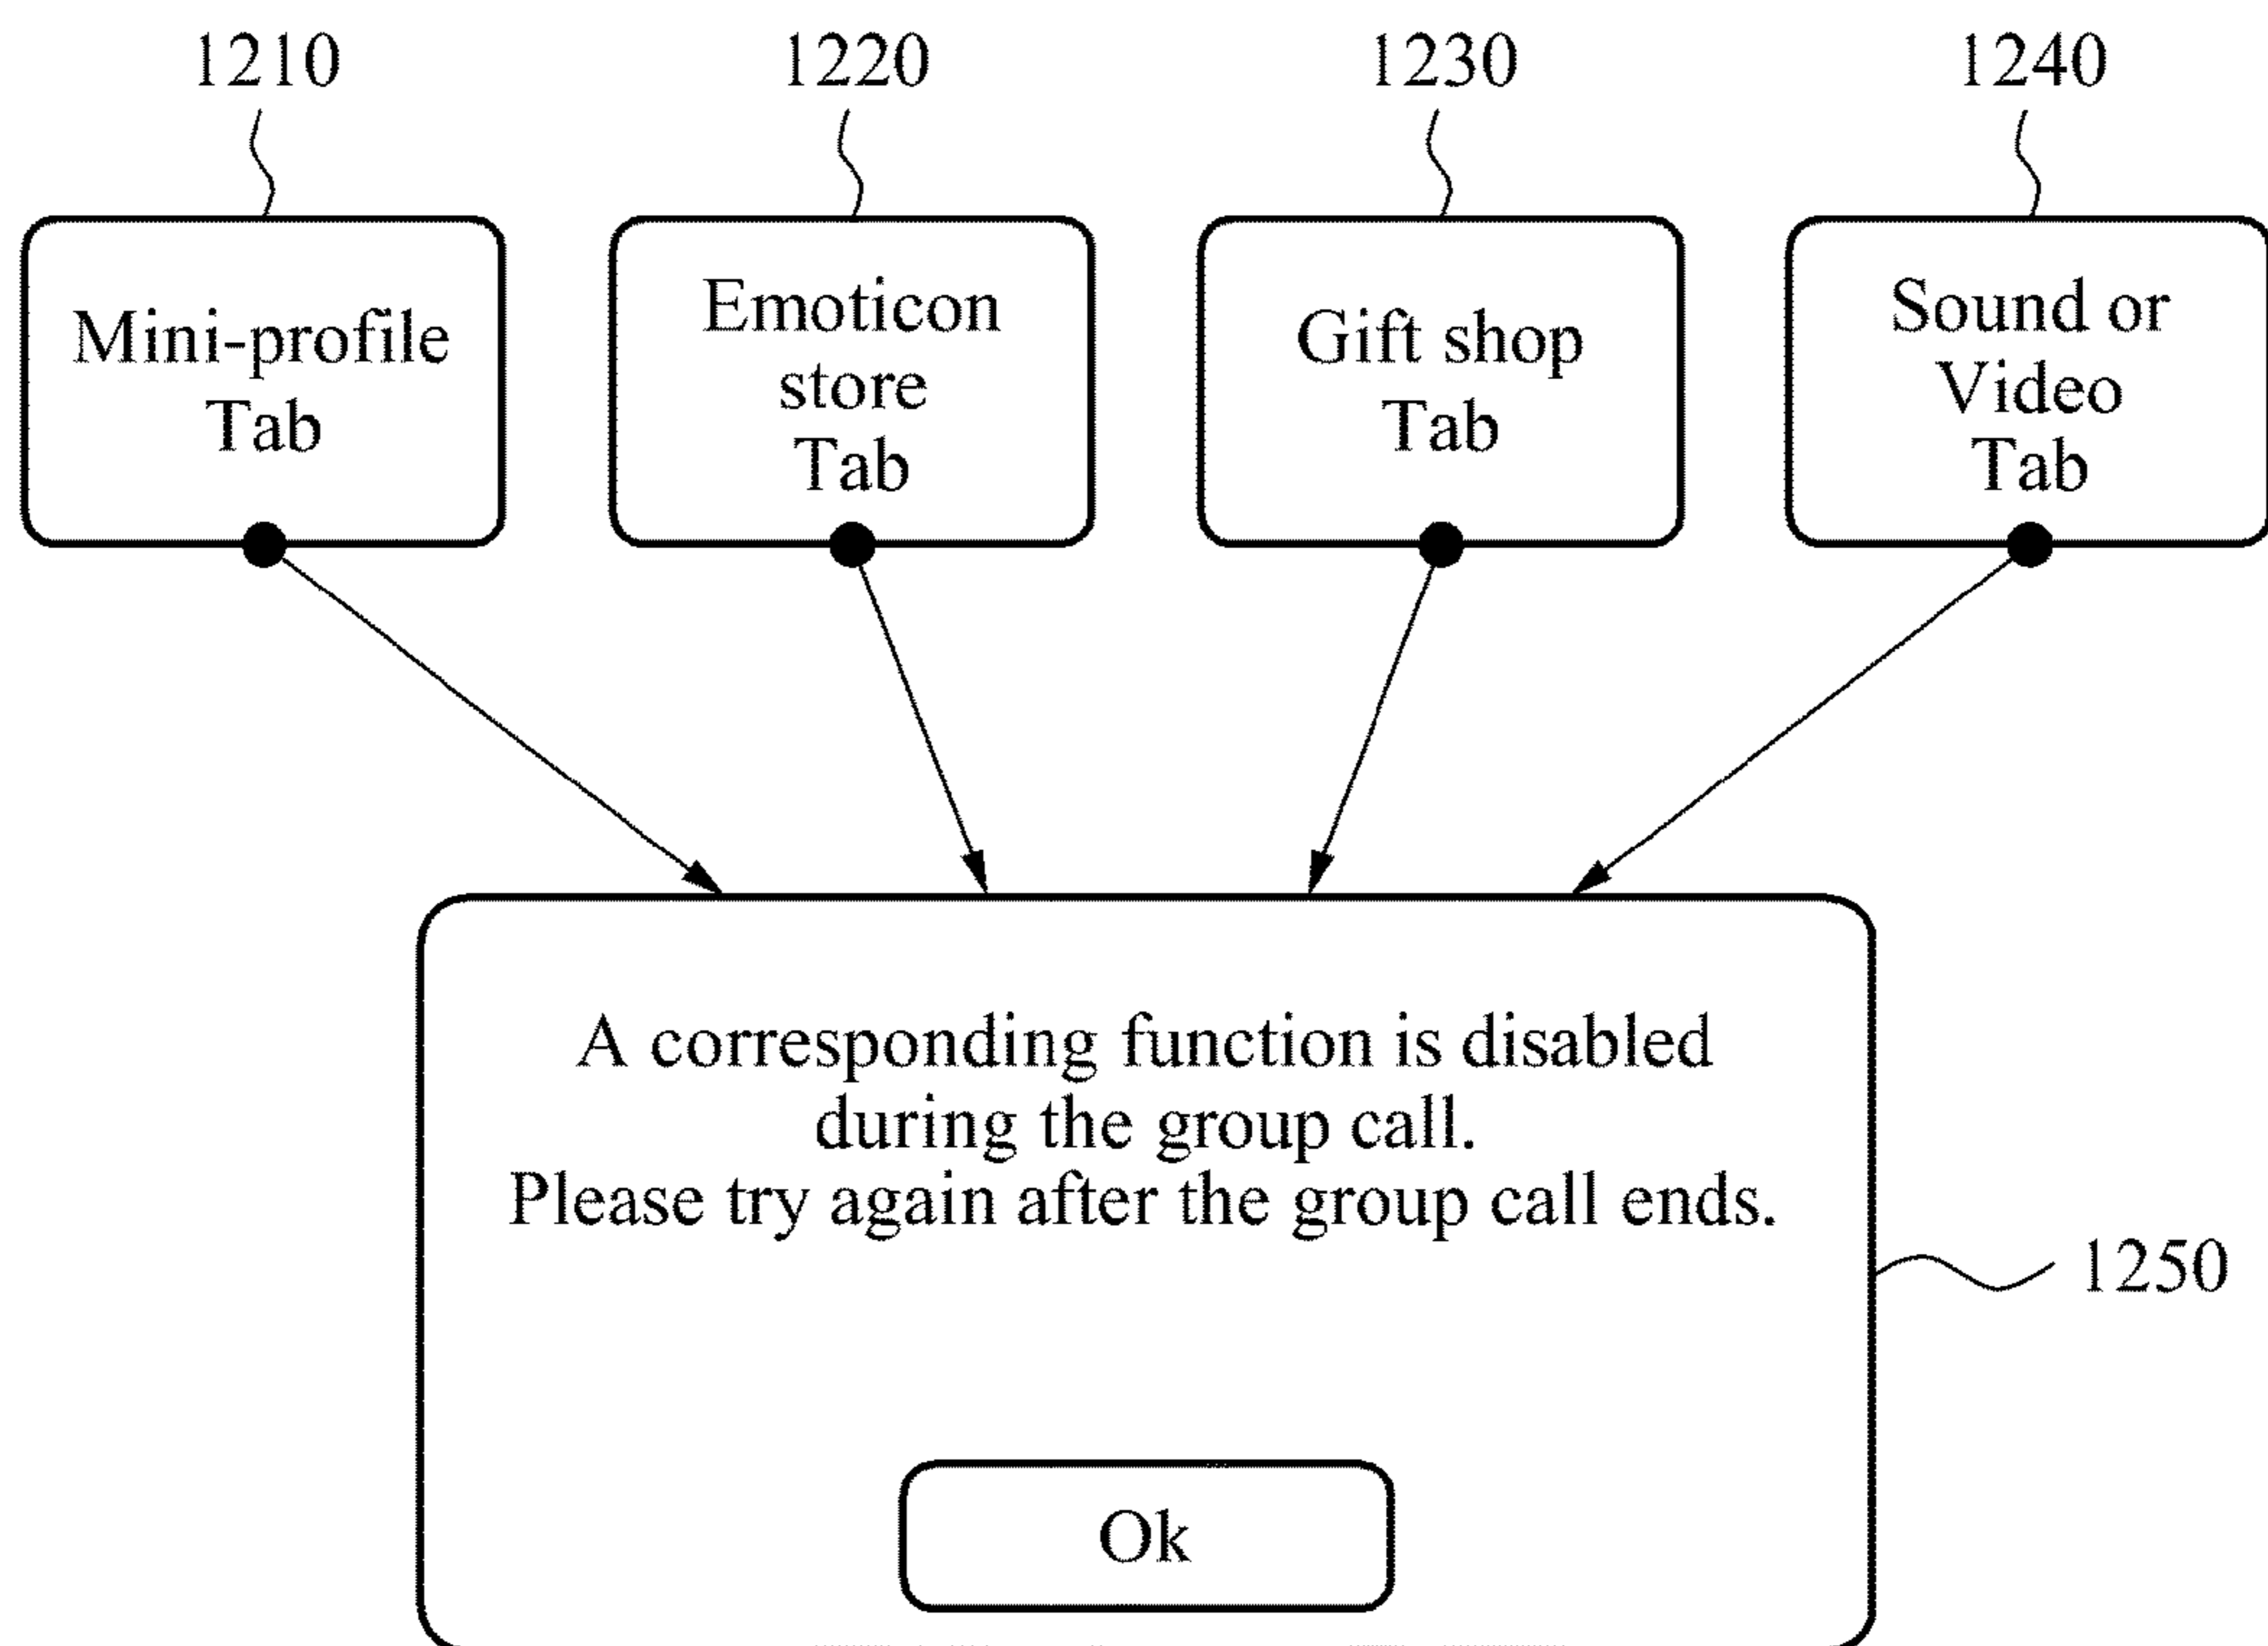 1210
1220
1230
1240
Mini-profile
Tab
Emoticon
store
Tab
Gift shop
Tab
Sound or
Video
Tab
A corresponding function is disabled
during the group call.
Please try again after the group call ends.
1250
Ok